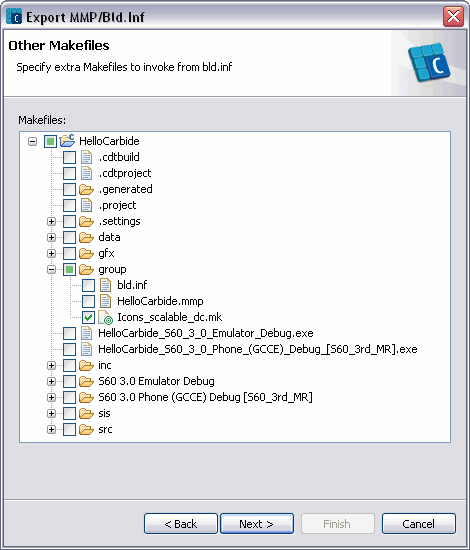 Export MMP/Bld.Inf
Other Makefiles
Specify extra Makefiles to invoke from bld.inf
C
Makefiles:
HelloCarbide
.cdtbuild
.cdtproject
.generated
.project
.settings
data
gfx
group
bld.inf
HelloCarbide.mmp
Icons_scalable_dc.mk
HelloCarbide_S60_3_0_Emulator_Debug.exe
HelloCarbide_S60_3_0_Phone_(GCCE)_Debug_[S60_3rd_MR].exe
inc
S60 3.0 Emulator Debug
S60 3.0 Phone (GCCE) Debug [S60_3rd_MR]
sis
src
< Back Next > Finish Cancel